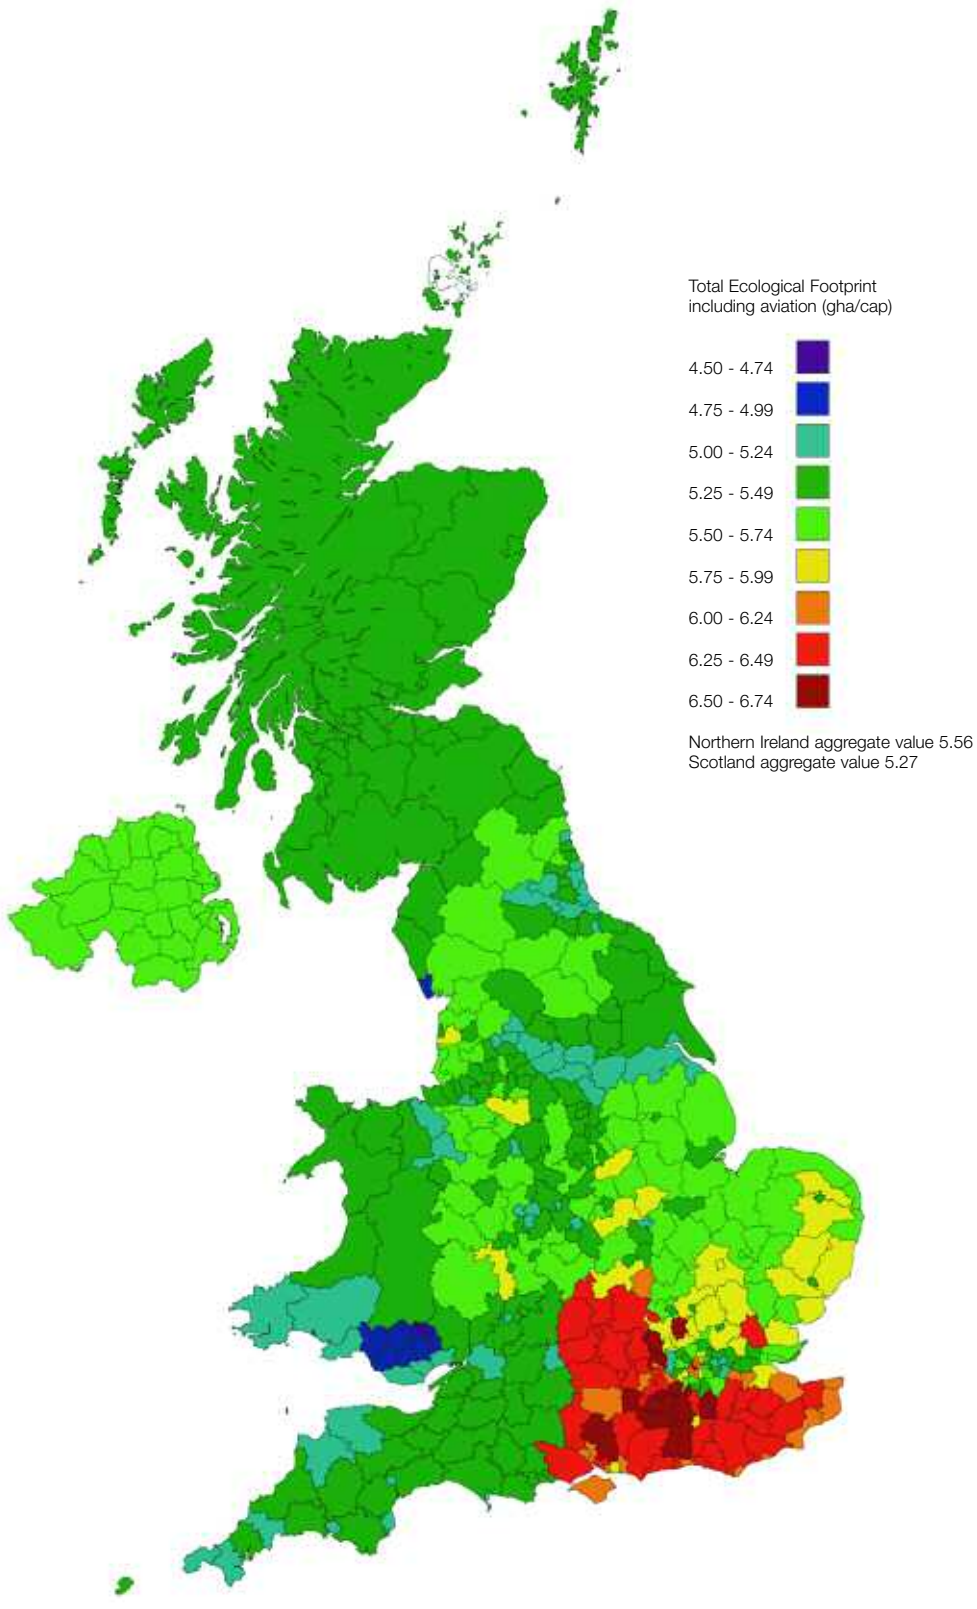 Total Ecological Footprint
including aviation (gha/cap)
4.50 - 4.74
4.75 - 4.99
5.00 - 5.24
5.25 - 5.49
5.50 - 5.74
5.75 - 5.99
6.00 - 6.24
6.25 - 6.49
6.50 - 6.74
Northern Ireland aggregate value 5.56
Scotland aggregate value 5.27